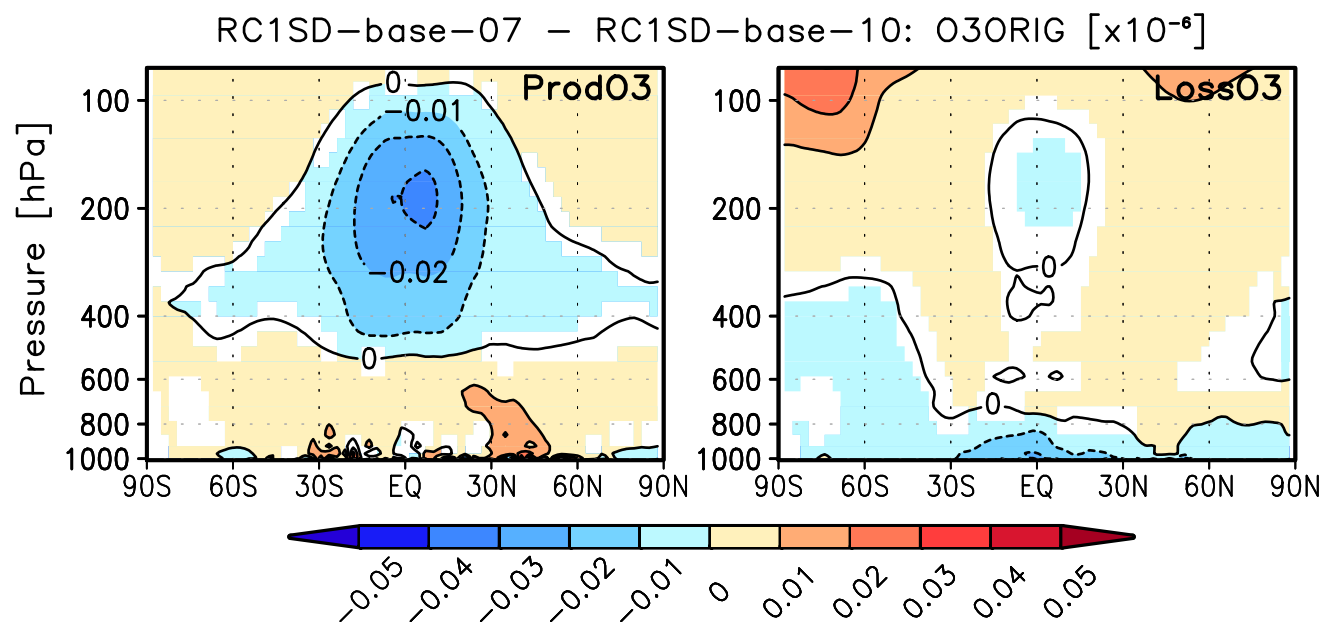 RC1SD−base−07 − RC1SD−base−10: O3ORIG [x10⁻⁶]
ProdO3
LossO3
Pressure [hPa]
100
200
400
600
800
1000
90S 60S 30S EQ 30N 60N 90N
0
−0.01
−0.02
0
100
200
400
600
800
1000
90S 60S 30S EQ 30N 60N 90N
0
0
−0.05 −0.04 −0.03 −0.02 −0.01 0 0.01 0.02 0.03 0.04 0.05